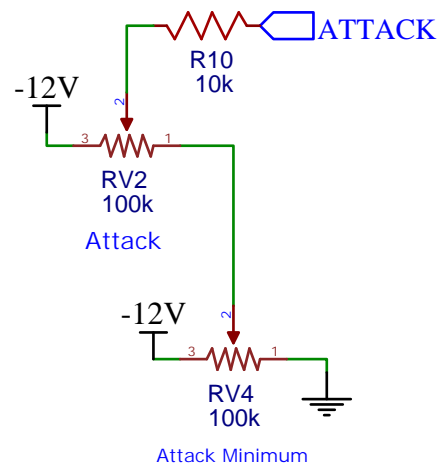 ATTACK
R10
10k
-12V
2
3
1
RV2
100k
Attack
-12V
2
3
1
RV4
100k
Attack Minimum